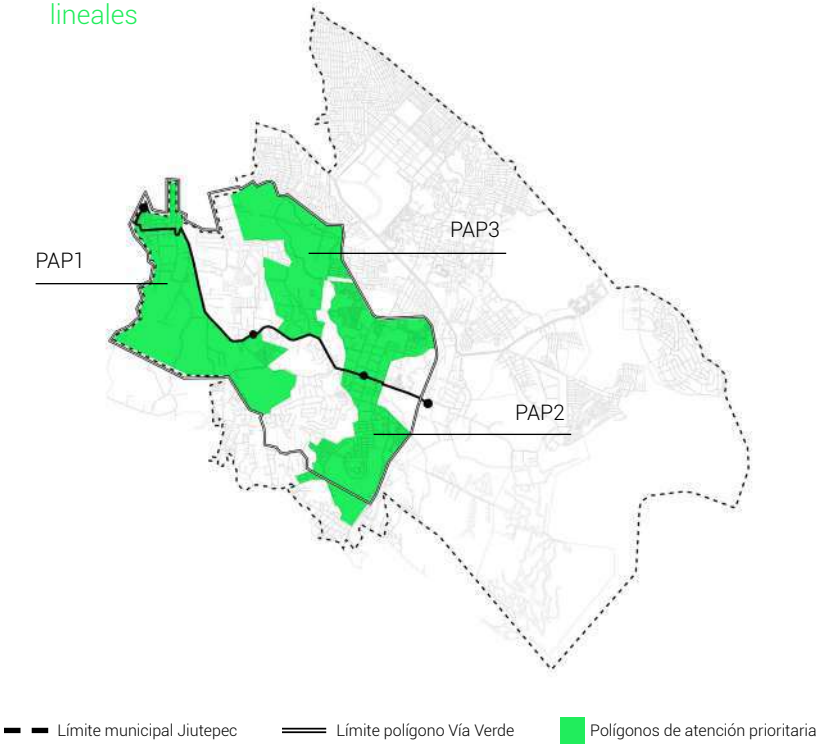 lineales
PAP3
PAP1
PAP2
Límite municipal Jiutepec
Límite polígono Vía Verde
Polígonos de atención prioritaria